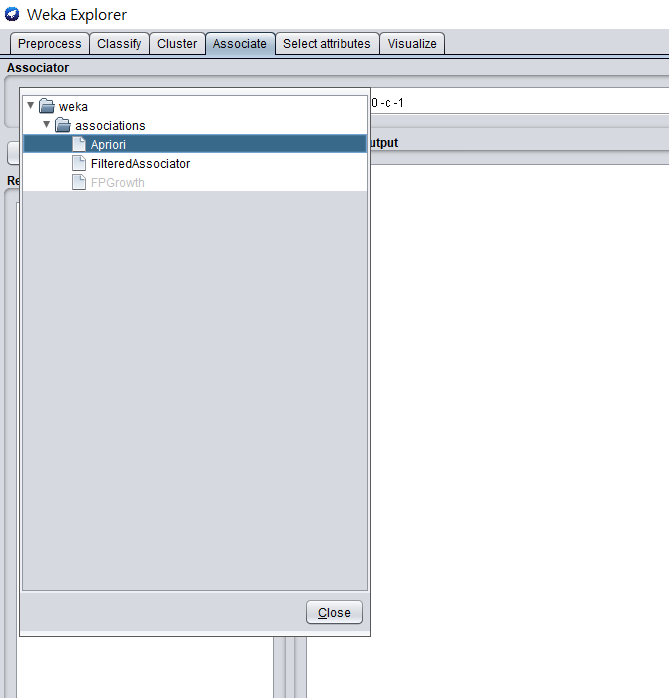 Weka Explorer
Preprocess Classify Cluster Associate Select attributes Visualize
Associator
weka
0 -c -1
associations
Apriori
utput
FilteredAssociator
Re
FPGrowth
Close